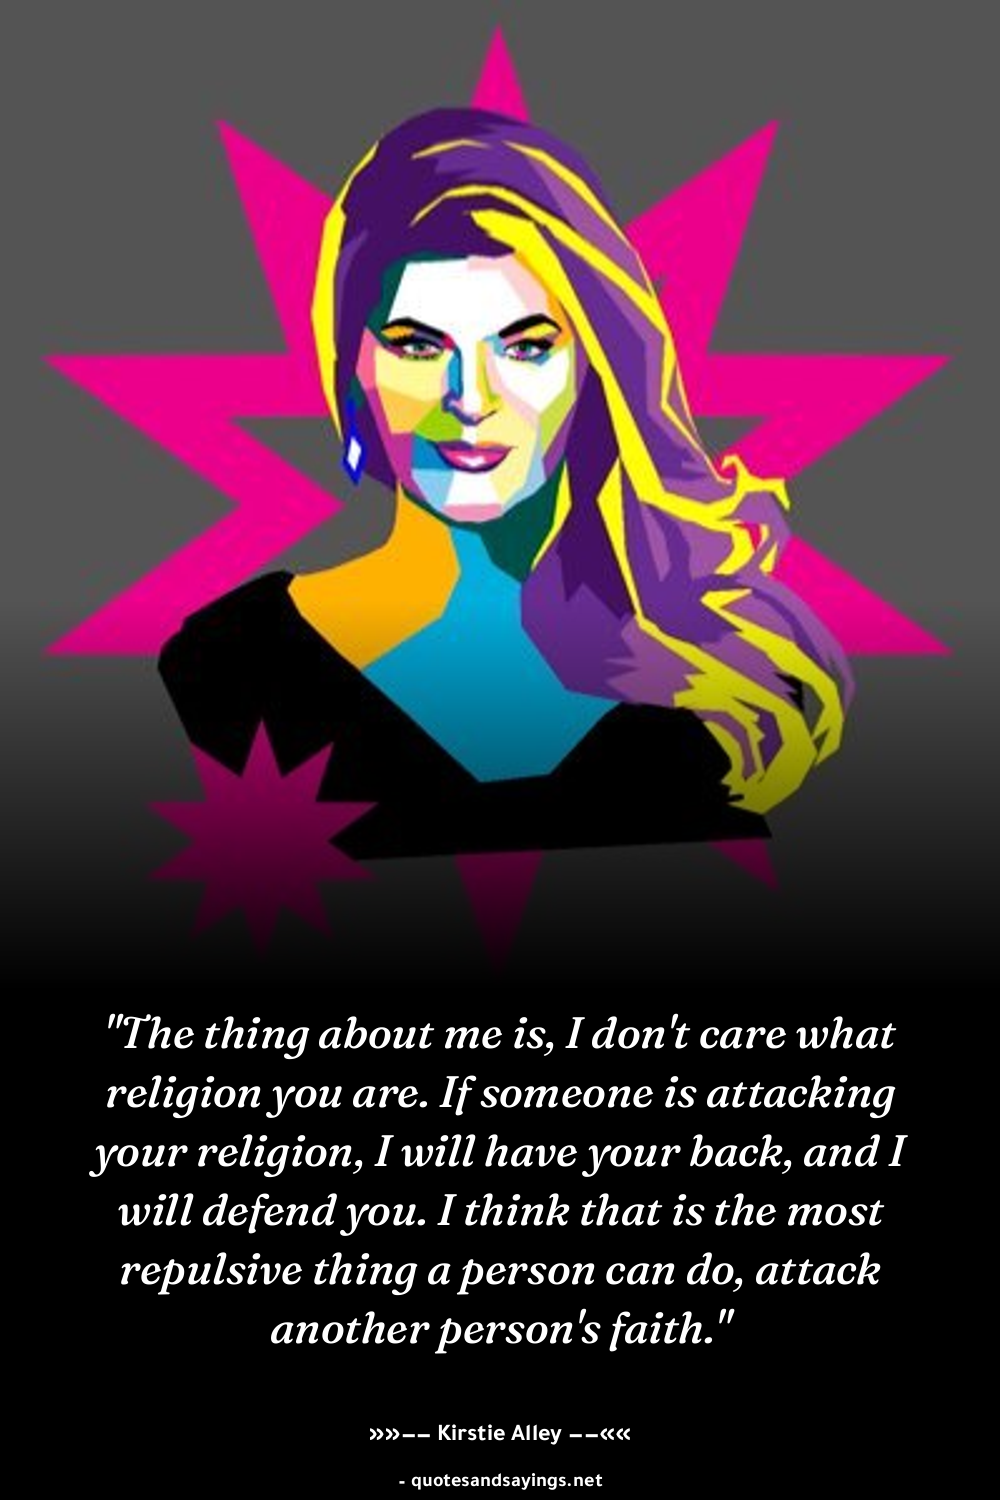 "The thing about me is, I don't care what
religion you are. If someone is attacking
your religion, I will have your back, and I
will defend you. I think that is the most
repulsive thing a person can do, attack
another person's faith."
»»–– Kirstie Alley ––««
- quotesandsayings.net